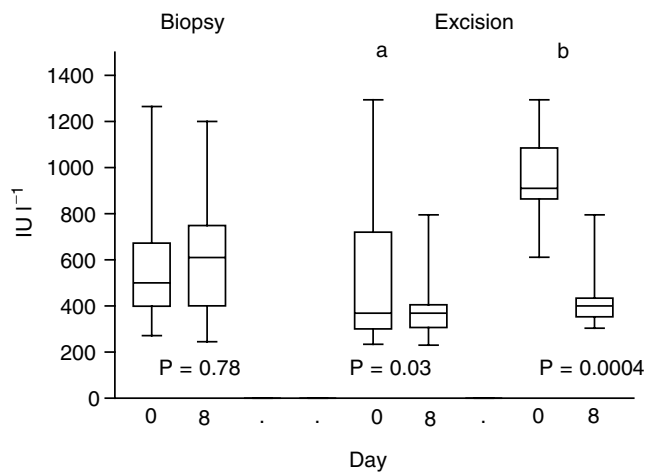 Biopsy Excision
a b
1400
1200
1000
800
600
400
200
0
IU l⁻¹
P = 0.78 P = 0.03 P = 0.0004
0 8 . . 0 8 . 0 8
Day